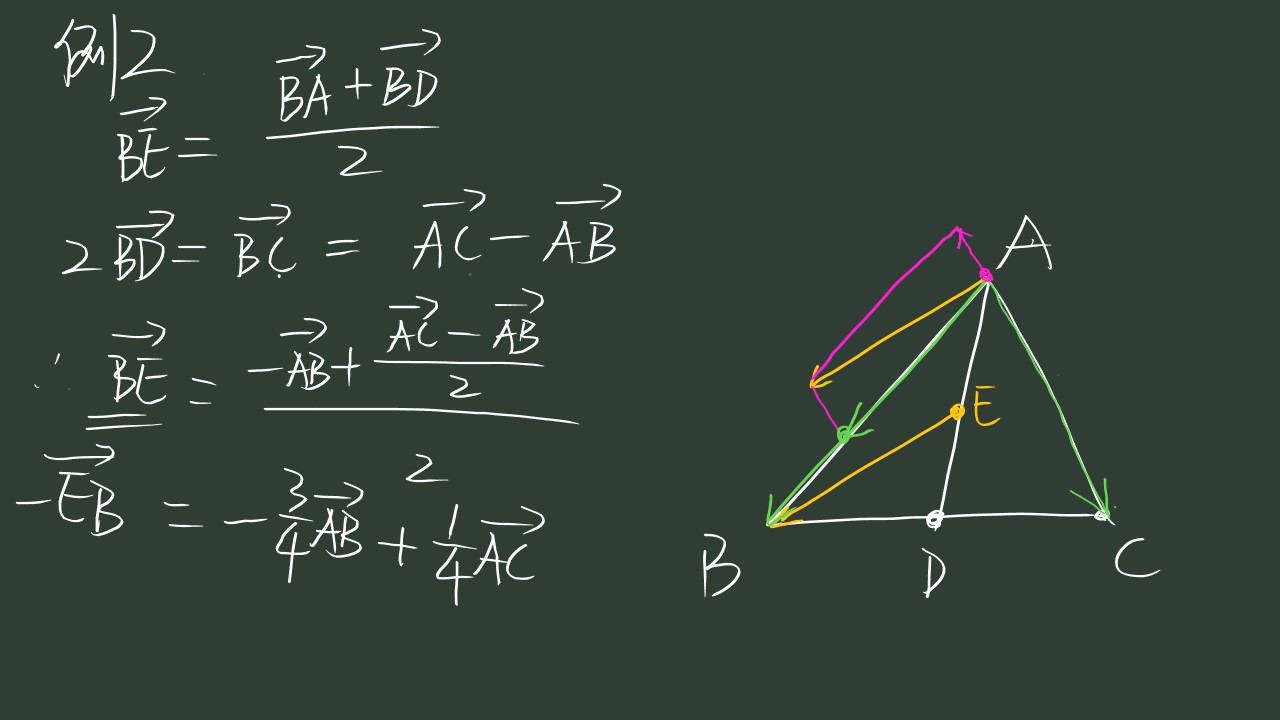 例2
$\overrightarrow{BE} = \frac{\overrightarrow{BA} + \overrightarrow{BD}}{2}$
$2\overrightarrow{BD} = \overrightarrow{BC} = \overrightarrow{AC} - \overrightarrow{AB}$
$\therefore \overrightarrow{BE} = \frac{-\overrightarrow{AB} + \frac{\overrightarrow{AC} - \overrightarrow{AB}}{2}}{2}$
$-\overrightarrow{EB} = -\frac{3}{4}\overrightarrow{AB} + \frac{1}{4}\overrightarrow{AC}$
A
E
B
D
C